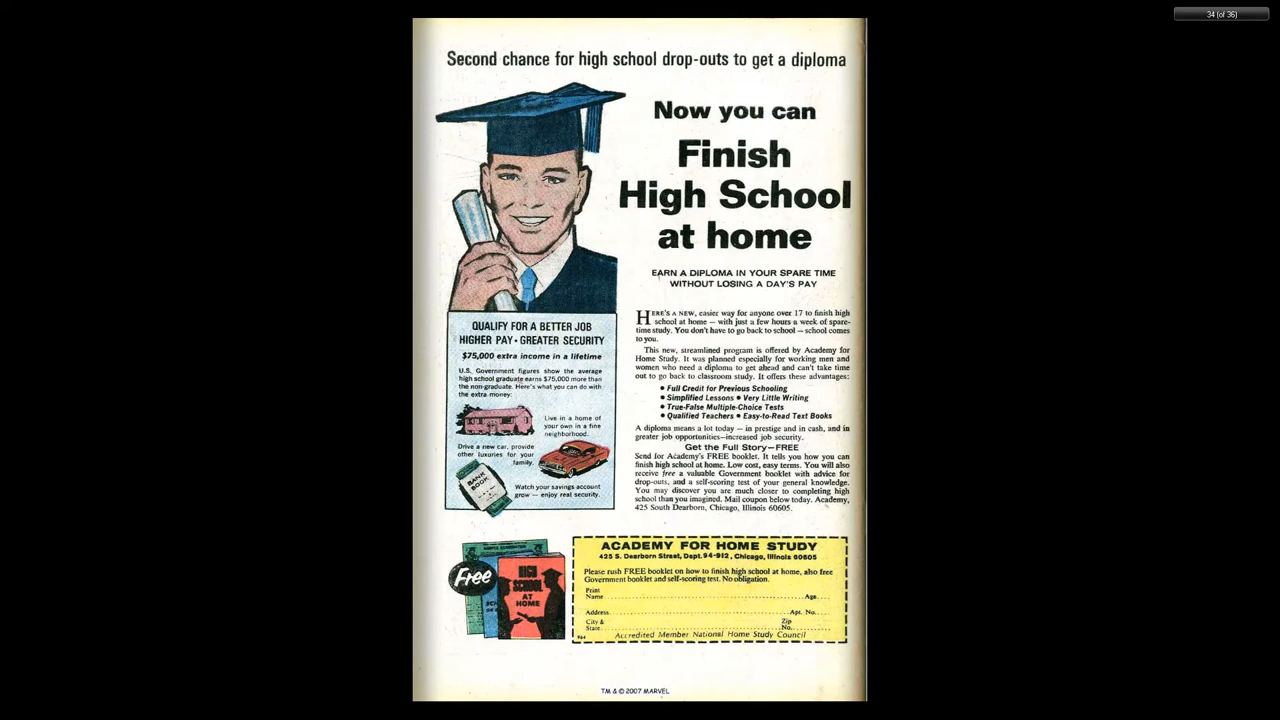 34 (of 36)
Second chance for high school drop-outs to get a diploma
Now you can
Finish
High School
at home
EARN A DIPLOMA IN YOUR SPARE TIME
WITHOUT LOSING A DAY'S PAY
HERE'S A NEW, easier way for anyone over 17 to finish high
school at home — with just a few hours a week of spare-
time study. You don't have to go back to school — school comes
to you.
This new, streamlined program is offered by Academy for
Home Study. It was planned especially for working men and
women who need a diploma to get ahead and can't take time
out to go back to classroom study. It offers these advantages:
• Full Credit for Previous Schooling
• Simplified Lessons • Very Little Writing
• True-False Multiple-Choice Tests
• Qualified Teachers • Easy-to-Read Text Books
A diploma means a lot today — in prestige and in cash, and in
greater job opportunities—increased job security.
Get the Full Story—FREE
Send for Academy's FREE booklet. It tells you how you can
finish high school at home. Low cost, easy terms. You will also
receive free a valuable Government booklet with advice for
drop-outs, and a self-scoring test of your general knowledge.
You may discover you are much closer to completing high
school than you imagined. Mail coupon below today. Academy,
425 South Dearborn, Chicago, Illinois 60605.
QUALIFY FOR A BETTER JOB
HIGHER PAY • GREATER SECURITY
$75,000 extra income in a lifetime
U.S. Government figures show the average
high school graduate earns $75,000 more than
the non-graduate. Here's what you can do with
the extra money:
Live in a home of
your own in a fine
neighborhood.
Drive a new car, provide
other luxuries for your
family.
BANK
BOOK
Watch your savings account
grow — enjoy real security.
Free
HIGH
SCHOOL
AT
HOME
ACADEMY FOR HOME STUDY
425 S. Dearborn Street, Dept. 94-912, Chicago, Illinois 60605
Please rush FREE booklet on how to finish high school at home, also free
Government booklet and self-scoring test. No obligation.
Print
Name Age
Address Apt. No.
City & Zip
State No.
964 Accredited Member National Home Study Council
TM & © 2007 MARVEL